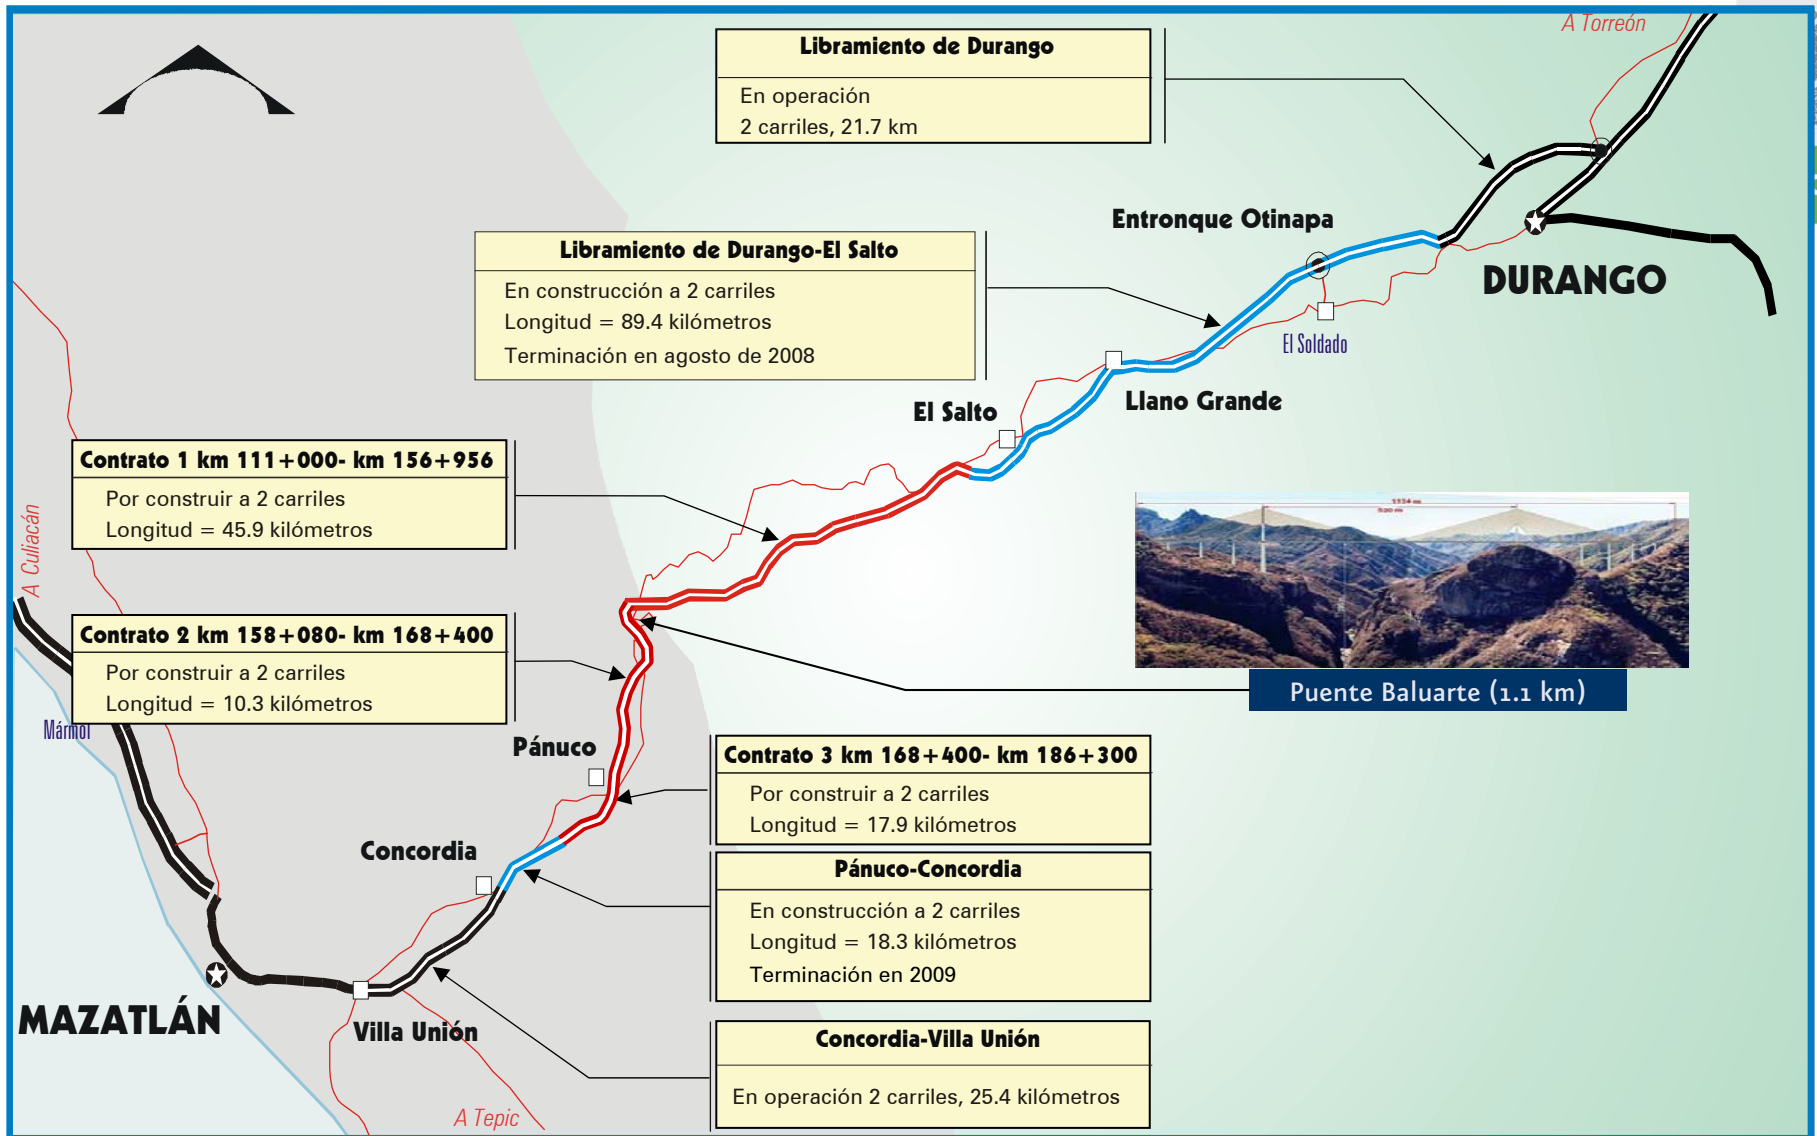 A Torreón
Libramiento de Durango
En operación
2 carriles, 21.7 km
Entronque Otinapa
DURANGO
Libramiento de Durango-El Salto
En construcción a 2 carriles
Longitud = 89.4 kilómetros
Terminación en agosto de 2008
El Soldado
Llano Grande
El Salto
Contrato 1 km 111+000- km 156+956
Por construir a 2 carriles
Longitud = 45.9 kilómetros
A Culiacán
Contrato 2 km 158+080- km 168+400
Por construir a 2 carriles
Longitud = 10.3 kilómetros
Puente Baluarte (1.1 km)
Mármol
Pánuco
Contrato 3 km 168+400- km 186+300
Por construir a 2 carriles
Longitud = 17.9 kilómetros
Concordia
Pánuco-Concordia
En construcción a 2 carriles
Longitud = 18.3 kilómetros
Terminación en 2009
MAZATLÁN
Villa Unión
Concordia-Villa Unión
En operación 2 carriles, 25.4 kilómetros
A Tepic